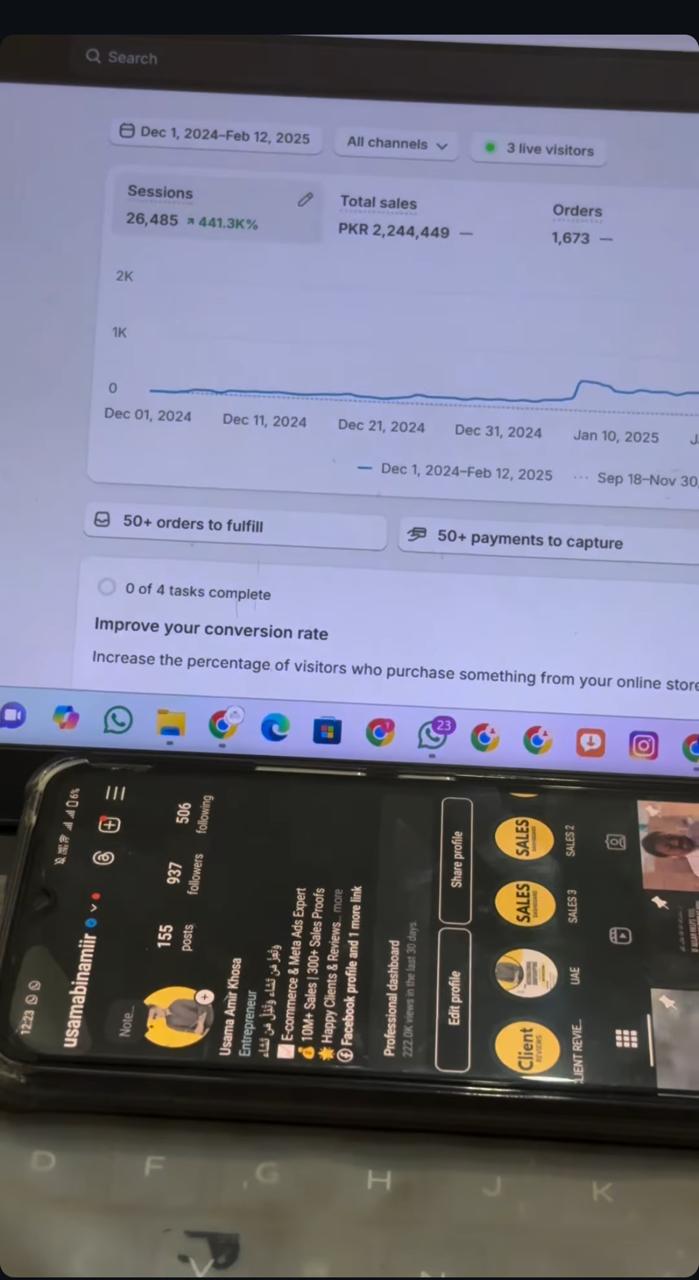 Search
Dec 1, 2024–Feb 12, 2025
All channels
3 live visitors
Sessions
26,485 441.3K%
Total sales
PKR 2,244,449 —
Orders
1,673 —
2K
1K
0
Dec 01, 2024
Dec 11, 2024
Dec 21, 2024
Dec 31, 2024
Jan 10, 2025
J
Dec 1, 2024–Feb 12, 2025
Sep 18–Nov 30,
50+ orders to fulfill
50+ payments to capture
0 of 4 tasks complete
Improve your conversion rate
Increase the percentage of visitors who purchase something from your online store
23
12:23
6%
usamabinamiir
Note...
155
posts
937
followers
506
following
Usama Amir Khosa
Entrepreneur
E-commerce & Meta Ads Expert
10M+ Sales | 300+ Sales Proofs
Happy Clients & Reviews... more
Facebook profile and 1 more link
Professional dashboard
222.0K views in the last 30 days.
Edit profile
Share profile
Client
REVIEWS
SALES
SALES
LIENT REVIE...
UAE
SALES 3
SALES 2
D
F
G
H
J
K
V